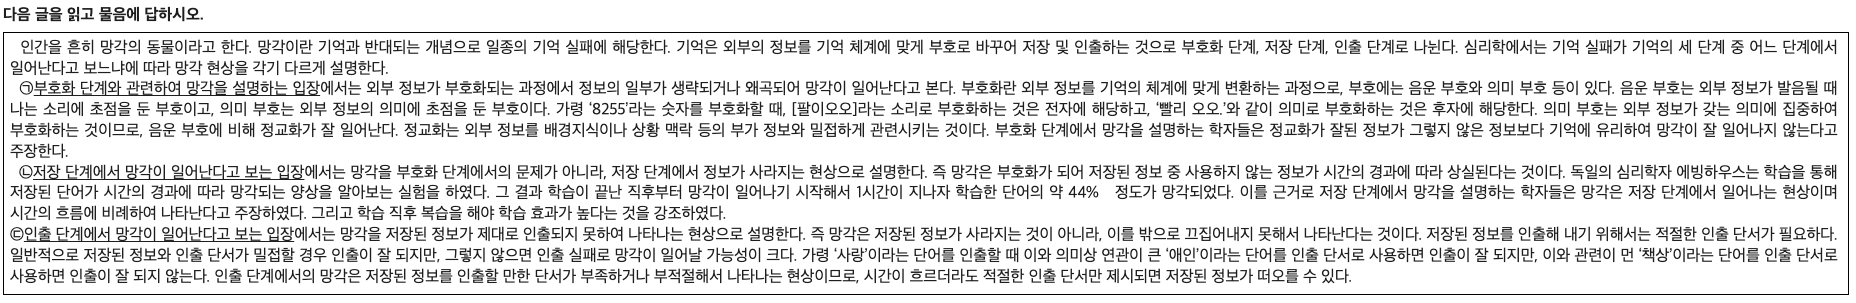 다음 글을 읽고 물음에 답하시오.
인간을 흔히 망각의 동물이라고 한다. 망각이란 기억과 반대되는 개념으로 일종의 기억 실패에 해당한다. 기억은 외부의 정보를 기억 체계에 맞게 부호로 바꾸어 저장 및 인출하는 것으로 부호화 단계, 저장 단계, 인출 단계로 나뉜다. 심리학에서는 기억 실패가 기억의 세 단계 중 어느 단계에서
일어난다고 보느냐에 따라 망각 현상을 각기 다르게 설명한다.
㉠부호화 단계와 관련하여 망각을 설명하는 입장에서는 외부 정보가 부호화되는 과정에서 정보의 일부가 생략되거나 왜곡되어 망각이 일어난다고 본다. 부호화란 외부 정보를 기억의 체계에 맞게 변환하는 과정으로, 부호에는 음운 부호와 의미 부호 등이 있다. 음운 부호는 외부 정보가 발음될 때
나는 소리에 초점을 둔 부호이고, 의미 부호는 외부 정보의 의미에 초점을 둔 부호이다. 가령 ‘8255’라는 숫자를 부호화할 때, [팔이오오]라는 소리로 부호화하는 것은 전자에 해당하고, ‘빨리 오오.’와 같이 의미로 부호화하는 것은 후자에 해당한다. 의미 부호는 외부 정보가 갖는 의미에 집중하여
부호화하는 것이므로, 음운 부호에 비해 정교화가 잘 일어난다. 정교화는 외부 정보를 배경지식이나 상황 맥락 등의 부가 정보와 밀접하게 관련시키는 것이다. 부호화 단계에서 망각을 설명하는 학자들은 정교화가 잘된 정보가 그렇지 않은 정보보다 기억에 유리하여 망각이 잘 일어나지 않는다고
주장한다.
㉡저장 단계에서 망각이 일어난다고 보는 입장에서는 망각을 부호화 단계에서의 문제가 아니라, 저장 단계에서 정보가 사라지는 현상으로 설명한다. 즉 망각은 부호화가 되어 저장된 정보 중 사용하지 않는 정보가 시간의 경과에 따라 상실된다는 것이다. 독일의 심리학자 에빙하우스는 학습을 통해
저장된 단어가 시간의 경과에 따라 망각되는 양상을 알아보는 실험을 하였다. 그 결과 학습이 끝난 직후부터 망각이 일어나기 시작해서 1시간이 지나자 학습한 단어의 약 44% 정도가 망각되었다. 이를 근거로 저장 단계에서 망각을 설명하는 학자들은 망각은 저장 단계에서 일어나는 현상이며
시간의 흐름에 비례하여 나타난다고 주장하였다. 그리고 학습 직후 복습을 해야 학습 효과가 높다는 것을 강조하였다.
㉢인출 단계에서 망각이 일어난다고 보는 입장에서는 망각을 저장된 정보가 제대로 인출되지 못하여 나타나는 현상으로 설명한다. 즉 망각은 저장된 정보가 사라지는 것이 아니라, 이를 밖으로 끄집어내지 못해서 나타난다는 것이다. 저장된 정보를 인출해 내기 위해서는 적절한 인출 단서가 필요하다.
일반적으로 저장된 정보와 인출 단서가 밀접할 경우 인출이 잘 되지만, 그렇지 않으면 인출 실패로 망각이 일어날 가능성이 크다. 가령 ‘사랑’이라는 단어를 인출할 때 이와 의미상 연관이 큰 ‘애인’이라는 단어를 인출 단서로 사용하면 인출이 잘 되지만, 이와 관련이 먼 ‘책상’이라는 단어를 인출 단서로
사용하면 인출이 잘 되지 않는다. 인출 단계에서의 망각은 저장된 정보를 인출할 만한 단서가 부족하거나 부적절해서 나타나는 현상이므로, 시간이 흐르더라도 적절한 인출 단서만 제시되면 저장된 정보가 떠오를 수 있다.